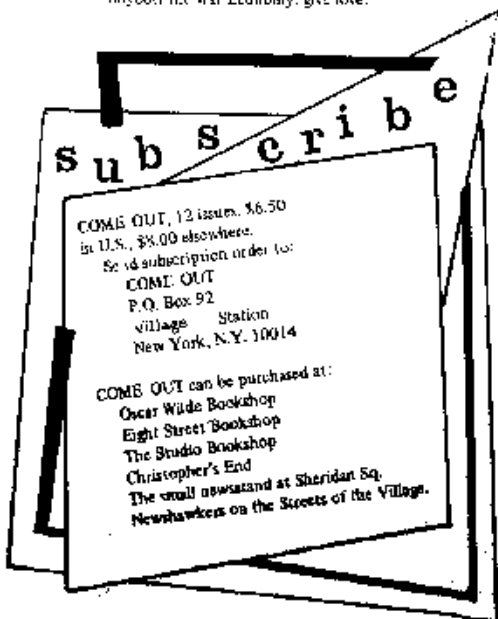 give love.
subscribe
COME OUT, 12 issues, $6.50
in U.S., $8.00 elsewhere.
Send subscription order to:
COME OUT
P.O. Box 92
Village Station
New York, N.Y. 10014
COME OUT can be purchased at:
Oscar Wilde Bookshop
Eight Street Bookshop
The Studio Bookshop
Christopher's End
The small newsstand at Sheridan Sq.
Newshawkers on the Streets of the Village.